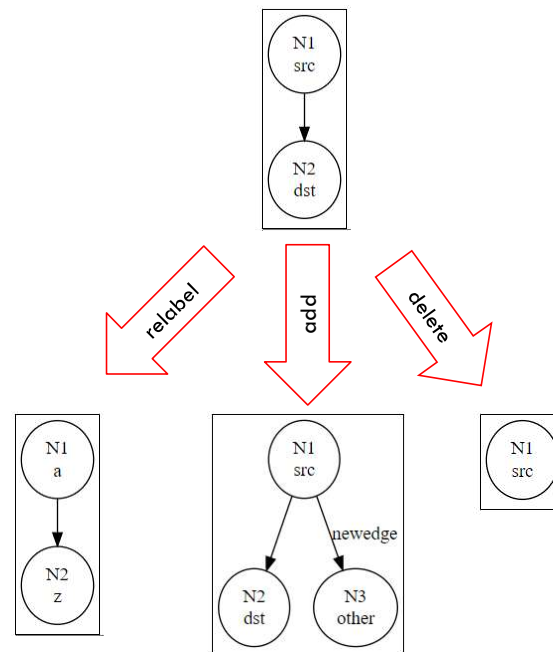 N1
src
N2
dst
relabel
add
delete
N1
a
N2
z
N1
src
newedge
N2
dst
N3
other
N1
src